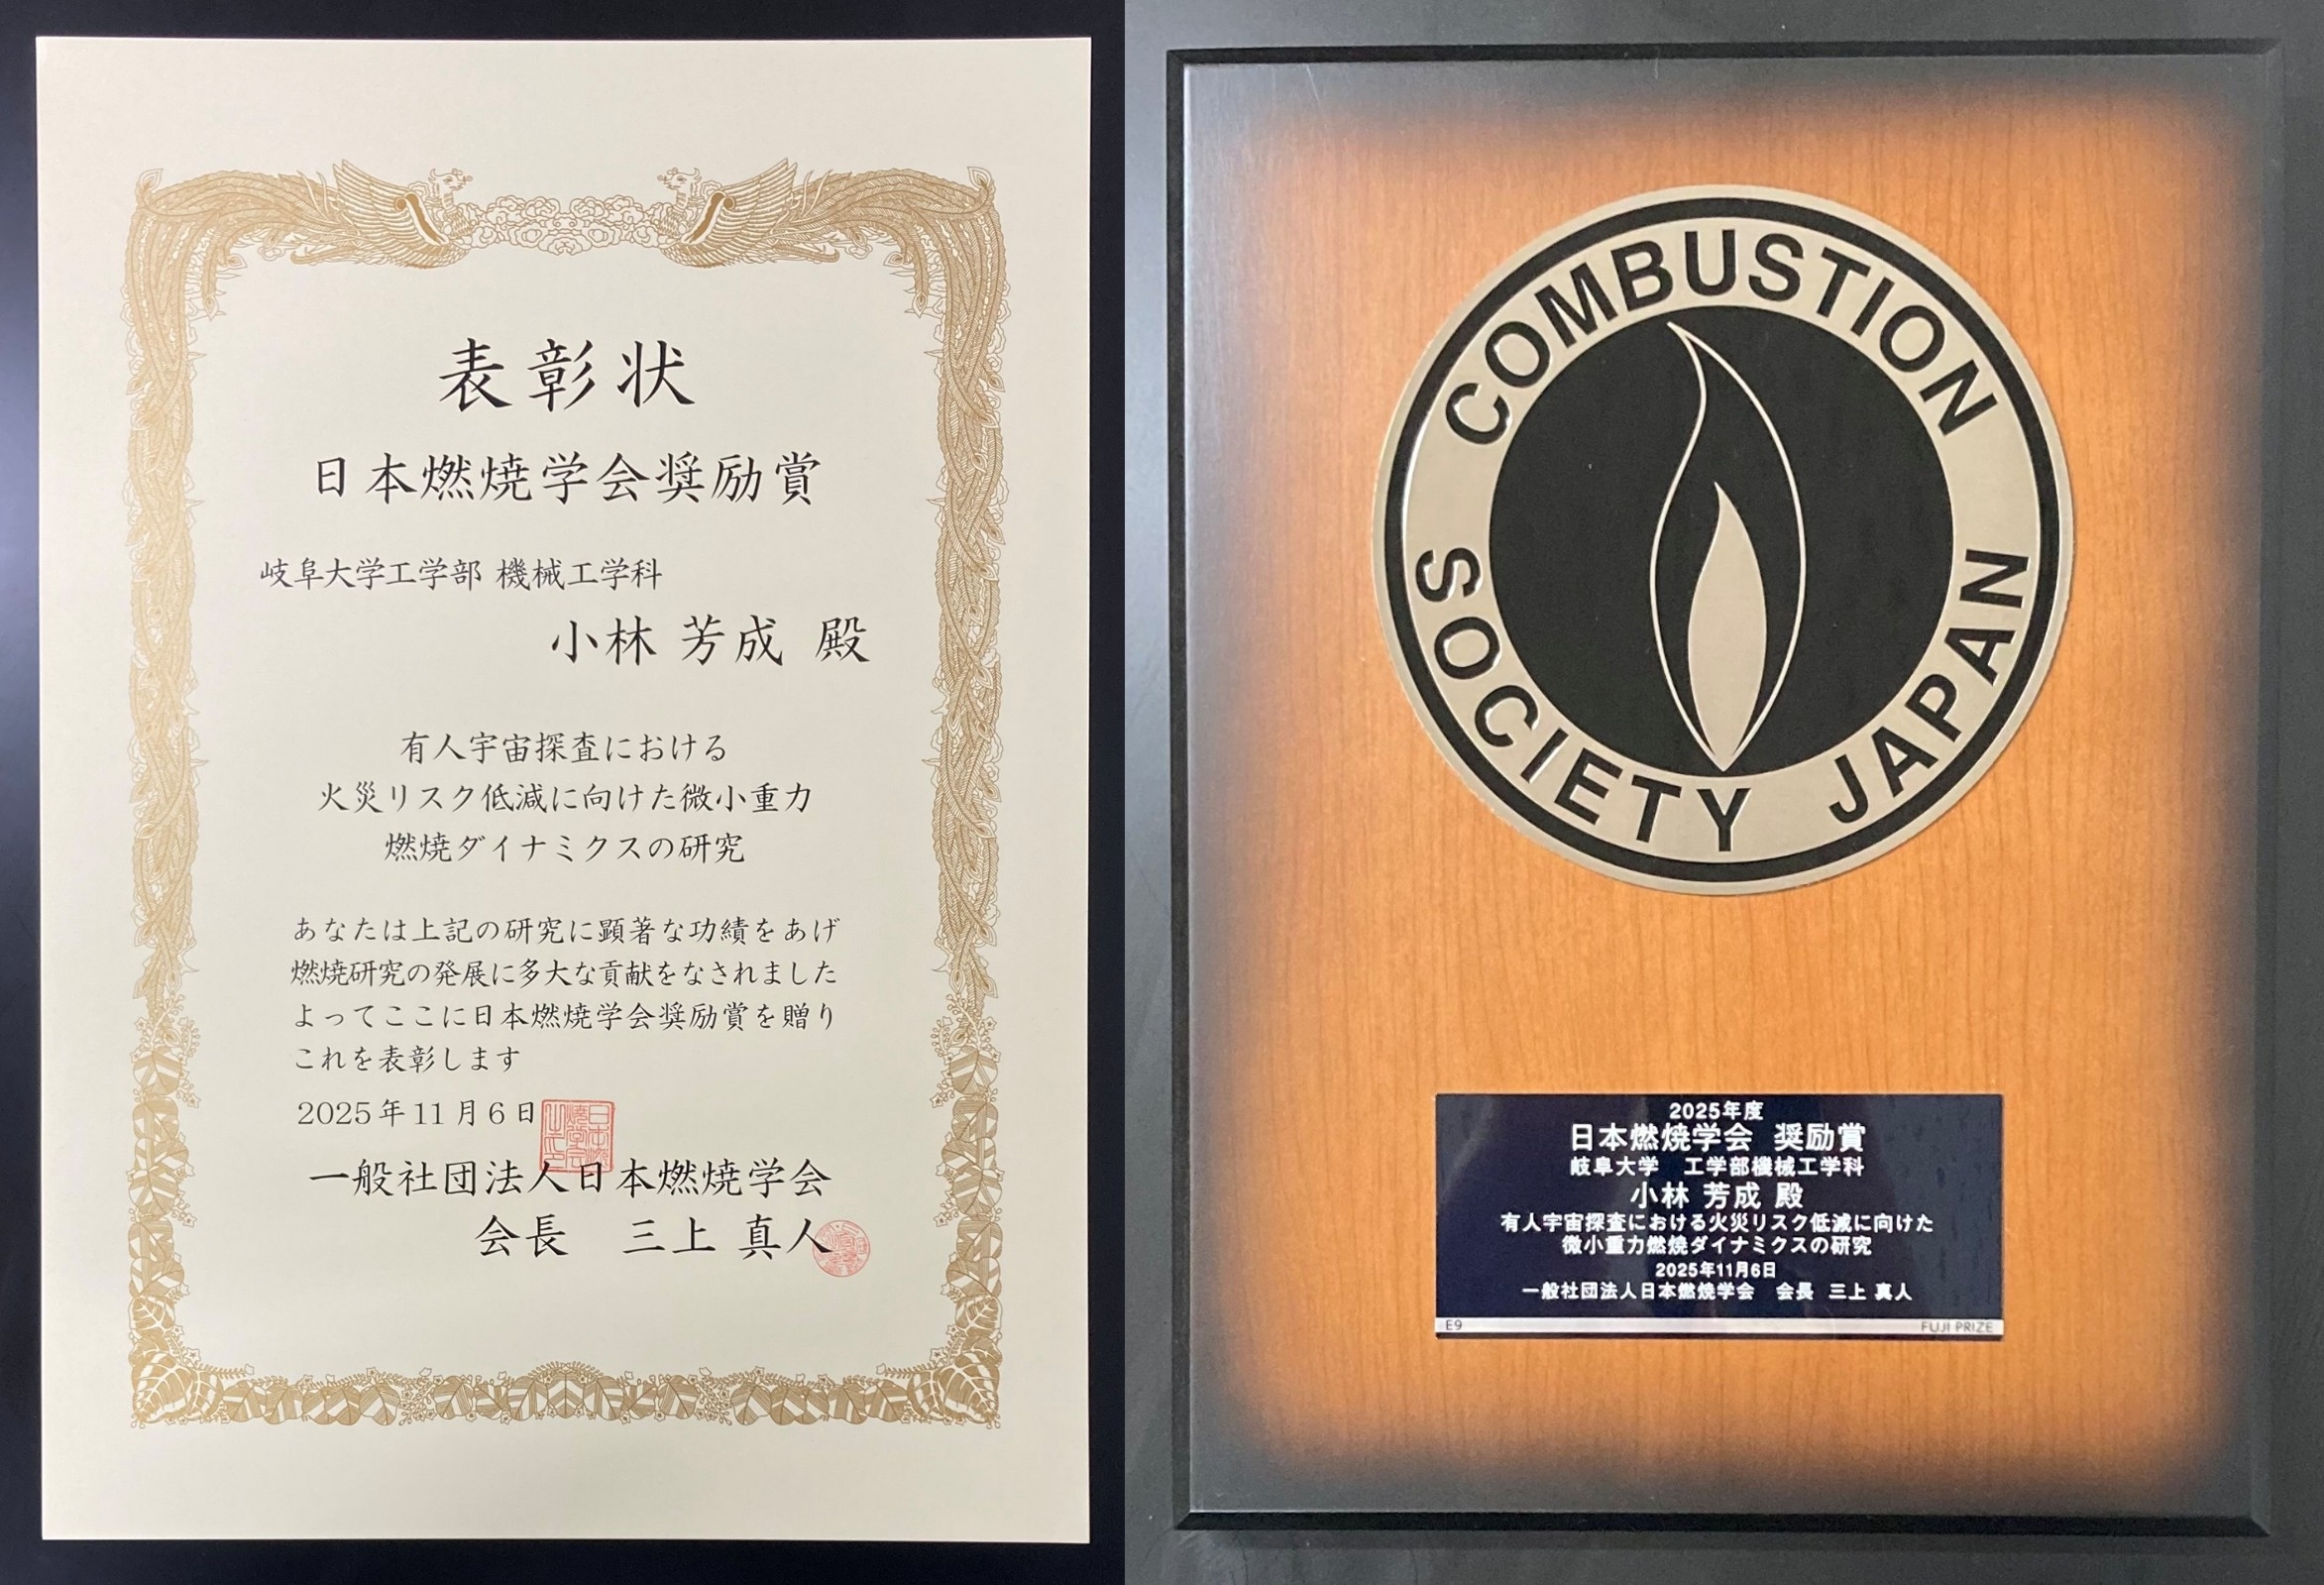 表彰状
日本燃焼学会奨励賞
岐阜大学工学部 機械工学科
小林 芳成 殿
有人宇宙探査における
火災リスク低減に向けた微小重力
燃焼ダイナミクスの研究
あなたは上記の研究に顕著な功績をあげ
燃焼研究の発展に多大な貢献をなされました
よってここに日本燃焼学会奨励賞を贈り
これを表彰します
2025年11月6日
一般社団法人日本燃焼学会
会長 三上 真人
COMBUSTION
SOCIETY JAPAN
2025年度
日本燃焼学会 奨励賞
岐阜大学 工学部機械工学科
小林 芳成 殿
有人宇宙探査における火災リスク低減に向けた
微小重力燃焼ダイナミクスの研究
2025年11月6日
一般社団法人日本燃焼学会 会長 三上 真人
E9 FUJI PRIZE